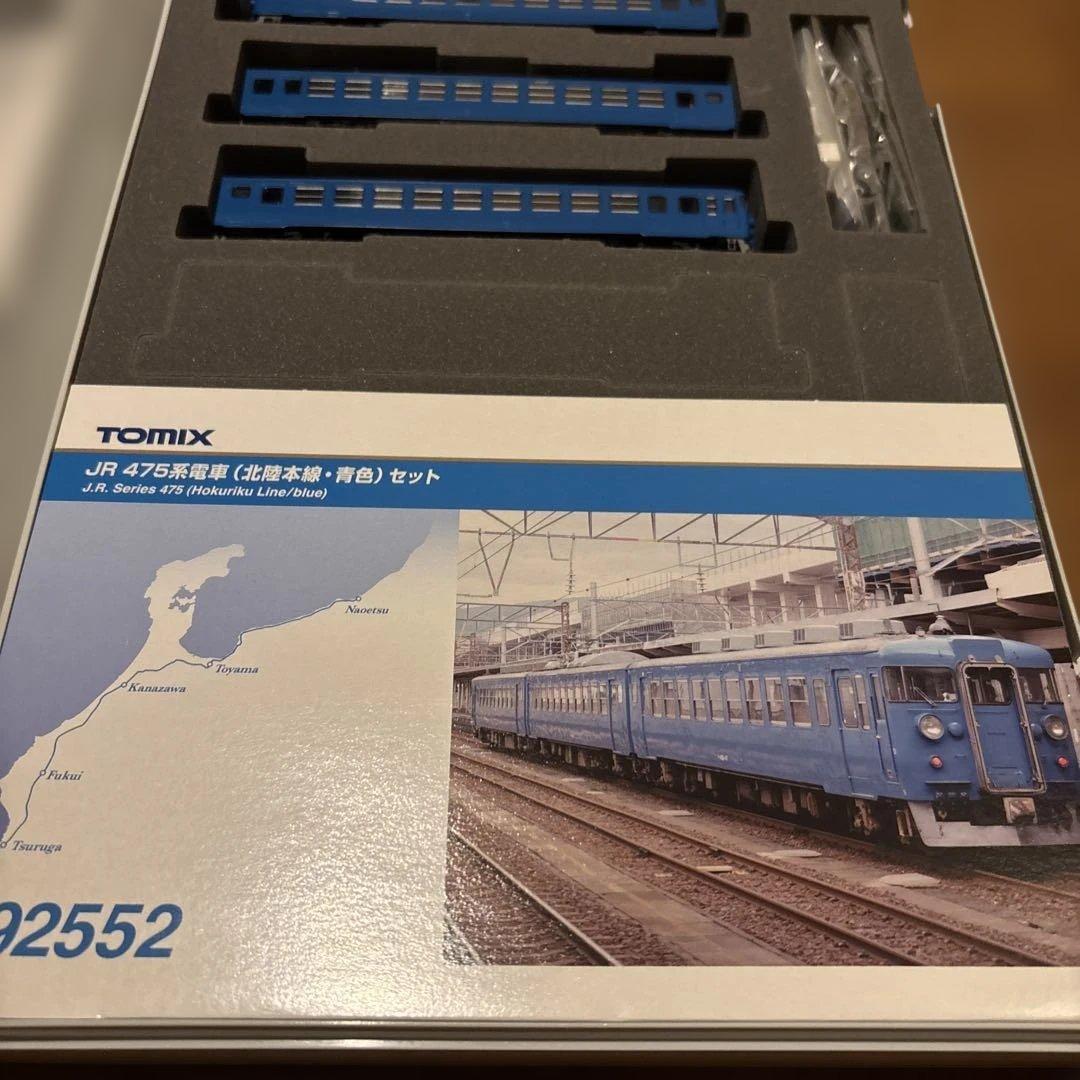 TOMIX
JR 475系電車(北陸本線・青色)セット
J.R. Series 475 (Hokuriku Line/blue)
Naoetsu
Toyama
Kanazawa
Fukui
Tsuruga
92552